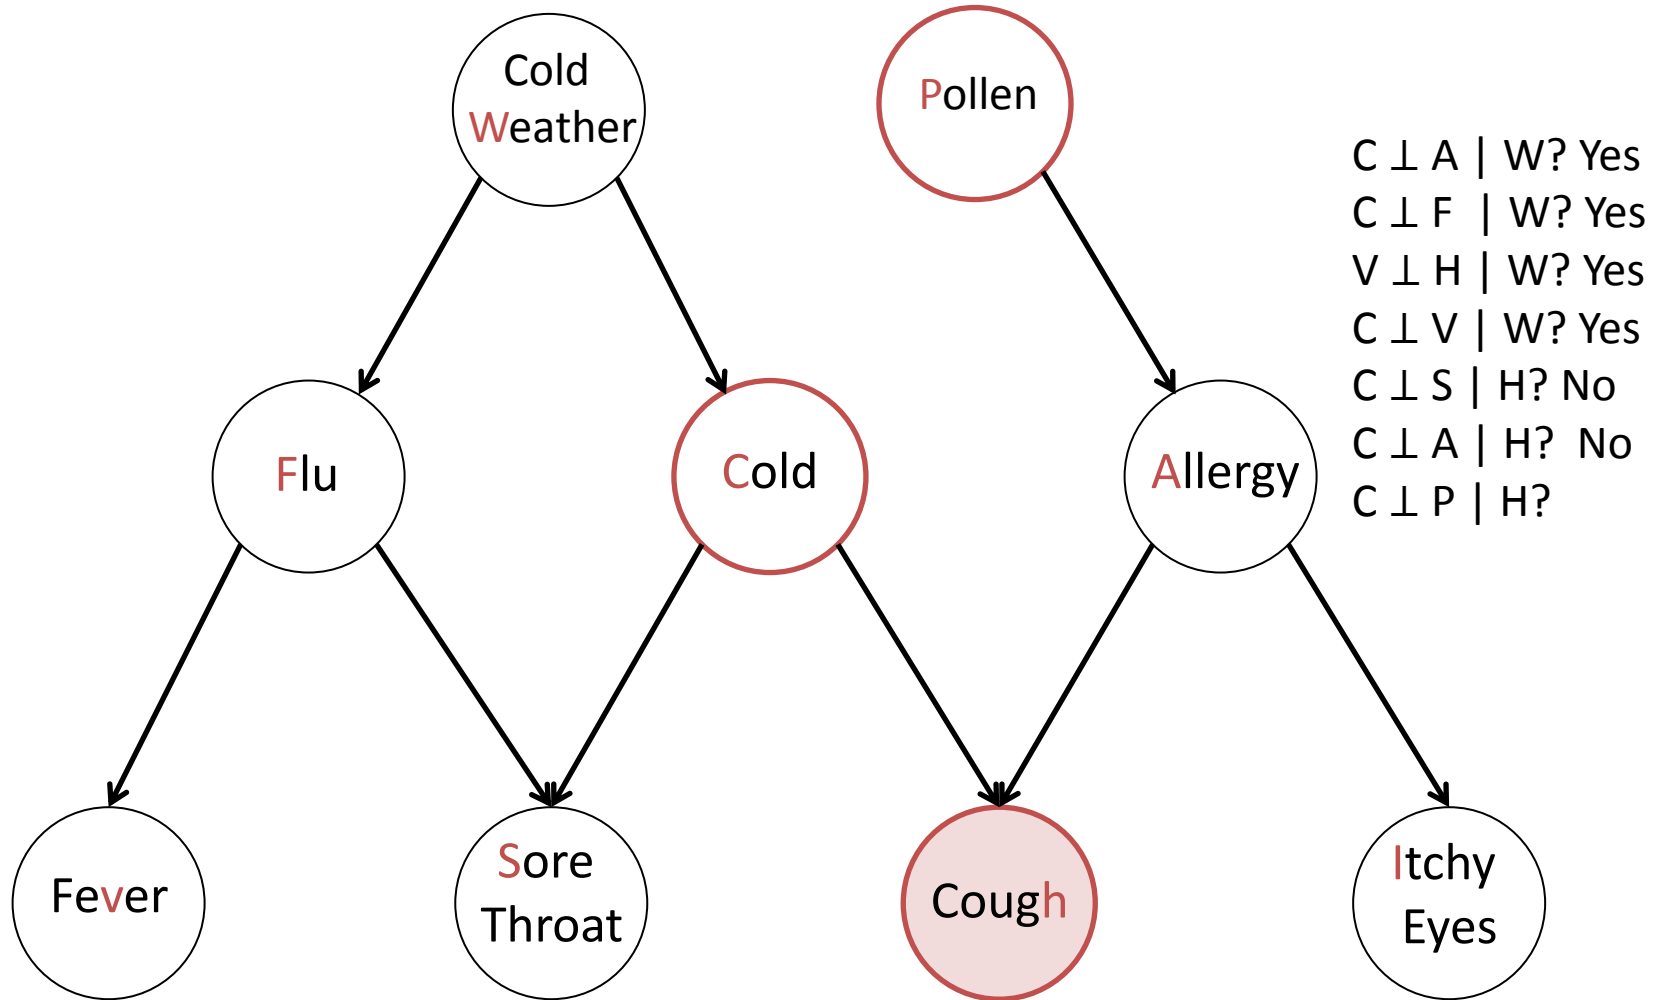 Cold
Weather
Pollen
C ⊥ A | W? Yes
C ⊥ F | W? Yes
V ⊥ H | W? Yes
C ⊥ V | W? Yes
C ⊥ S | H? No
C ⊥ A | H? No
C ⊥ P | H?
Flu
Cold
Allergy
Fever
Sore
Throat
Cough
Itchy
Eyes